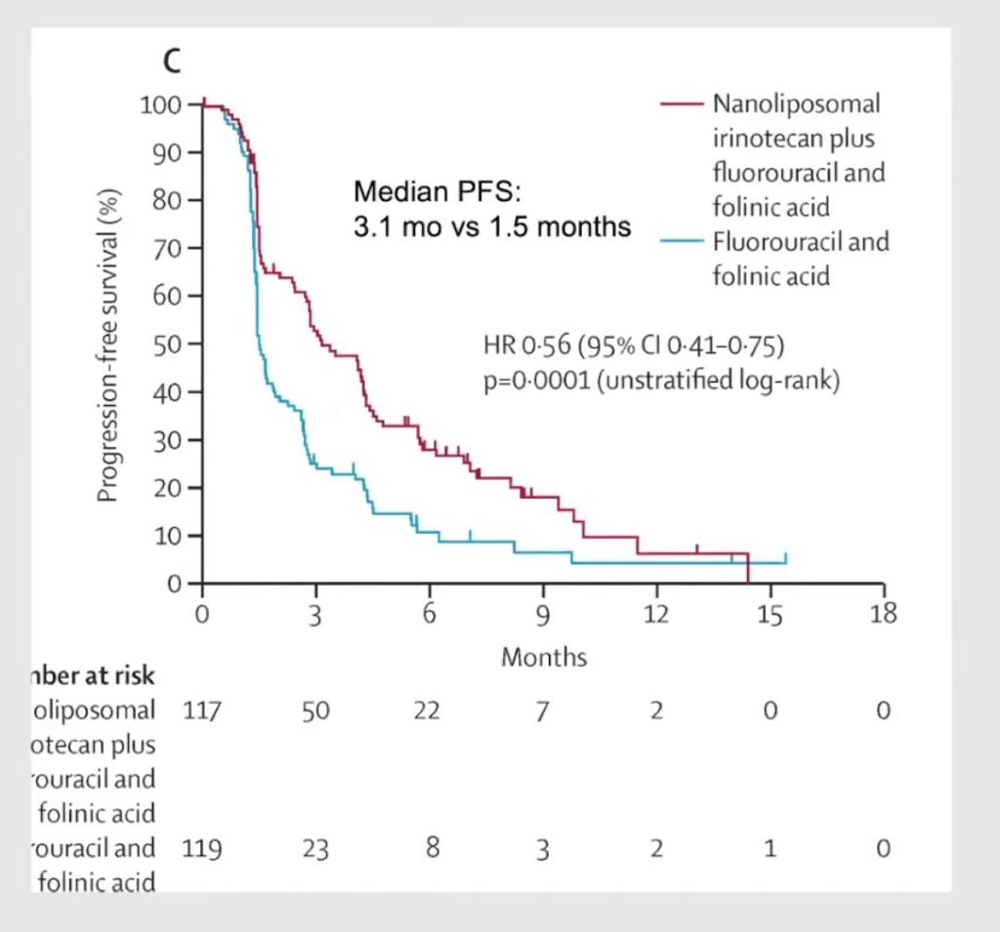 C
100
90
80
70
60
50
40
30
20
10
0
Progression-free survival (%)
Median PFS:
3.1 mo vs 1.5 months
Nanoliposomal
irinotecan plus
fluorouracil and
folinic acid
Fluorouracil and
folinic acid
HR 0·56 (95% CI 0·41–0·75)
p=0·0001 (unstratified log-rank)
0 3 6 9 12 15 18
Months
nber at risk
oliposomal 117 50 22 7 2 0 0
otecan plus
rouracil and
folinic acid
rouracil and 119 23 8 3 2 1 0
folinic acid